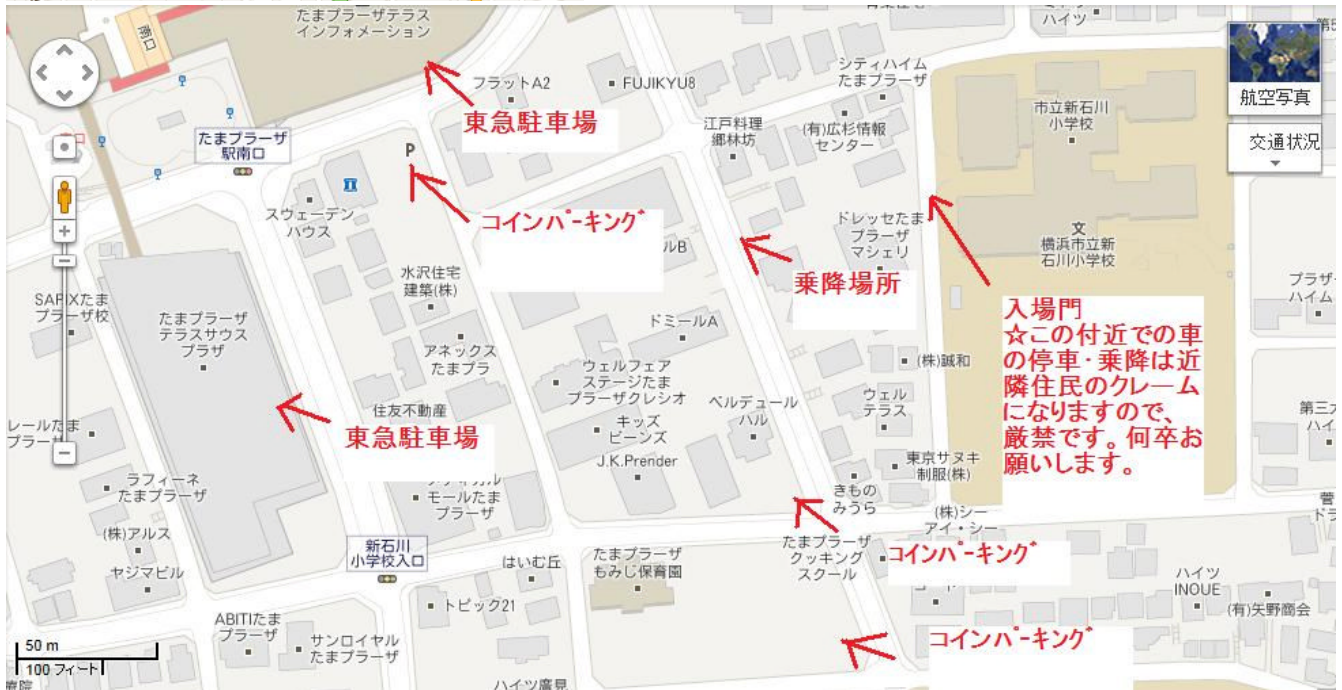 たまプラーザテラス
インフォメーション
南口
ハイツ
航空写真
交通状況
シティハイム
たまプラーザ
フラットA2
FUJIKYU8
東急駐車場
市立新石川
小学校
江戸料理
郷林坊
(有)広杉情報
センター
たまプラーザ
駅南口
P
スウェーデン
ハウス
コインパーキング
ドレッセたま
プラーザ
マシェリ
文
横浜市立新
石川小学校
ルB
乗降場所
水沢住宅
建築(株)
プラザ
ハイム
SAPIXたま
プラーザ校
たまプラーザ
テラスサウス
プラザ
入場門
☆この付近での車
の停車・乗降は近
隣住民のクレーム
になりますので、
厳禁です。何卒お
願いします。
ドミールA
アネックス
たまプラ
(株)誠和
ウェルフェア
ステージたま
プラーザクレシオ
ベルデュール
ハル
ウェル
テラス
住友不動産
東急駐車場
キッズ
ビーンズ
J.K.Prender
レールたま
プラー
第三ス
ハイ
東京サヌキ
制服(株)
ラフィーネ
たまプラーザ
モールたま
プラーザ
きもの
みうら
(株)シー
アイ・シー
(株)アルス
ヤジマビル
新石川
小学校入口
はいむ丘
たまプラーザ
もみじ保育園
たまプラーザ
クッキング
スクール
コインパーキング
ハイツ
INOUE
(有)矢野商会
トピック21
ABITIたま
プラーザ
サンロイヤル
たまプラーザ
コインパーキング
50 m
100 フィート
ハイツ廣見